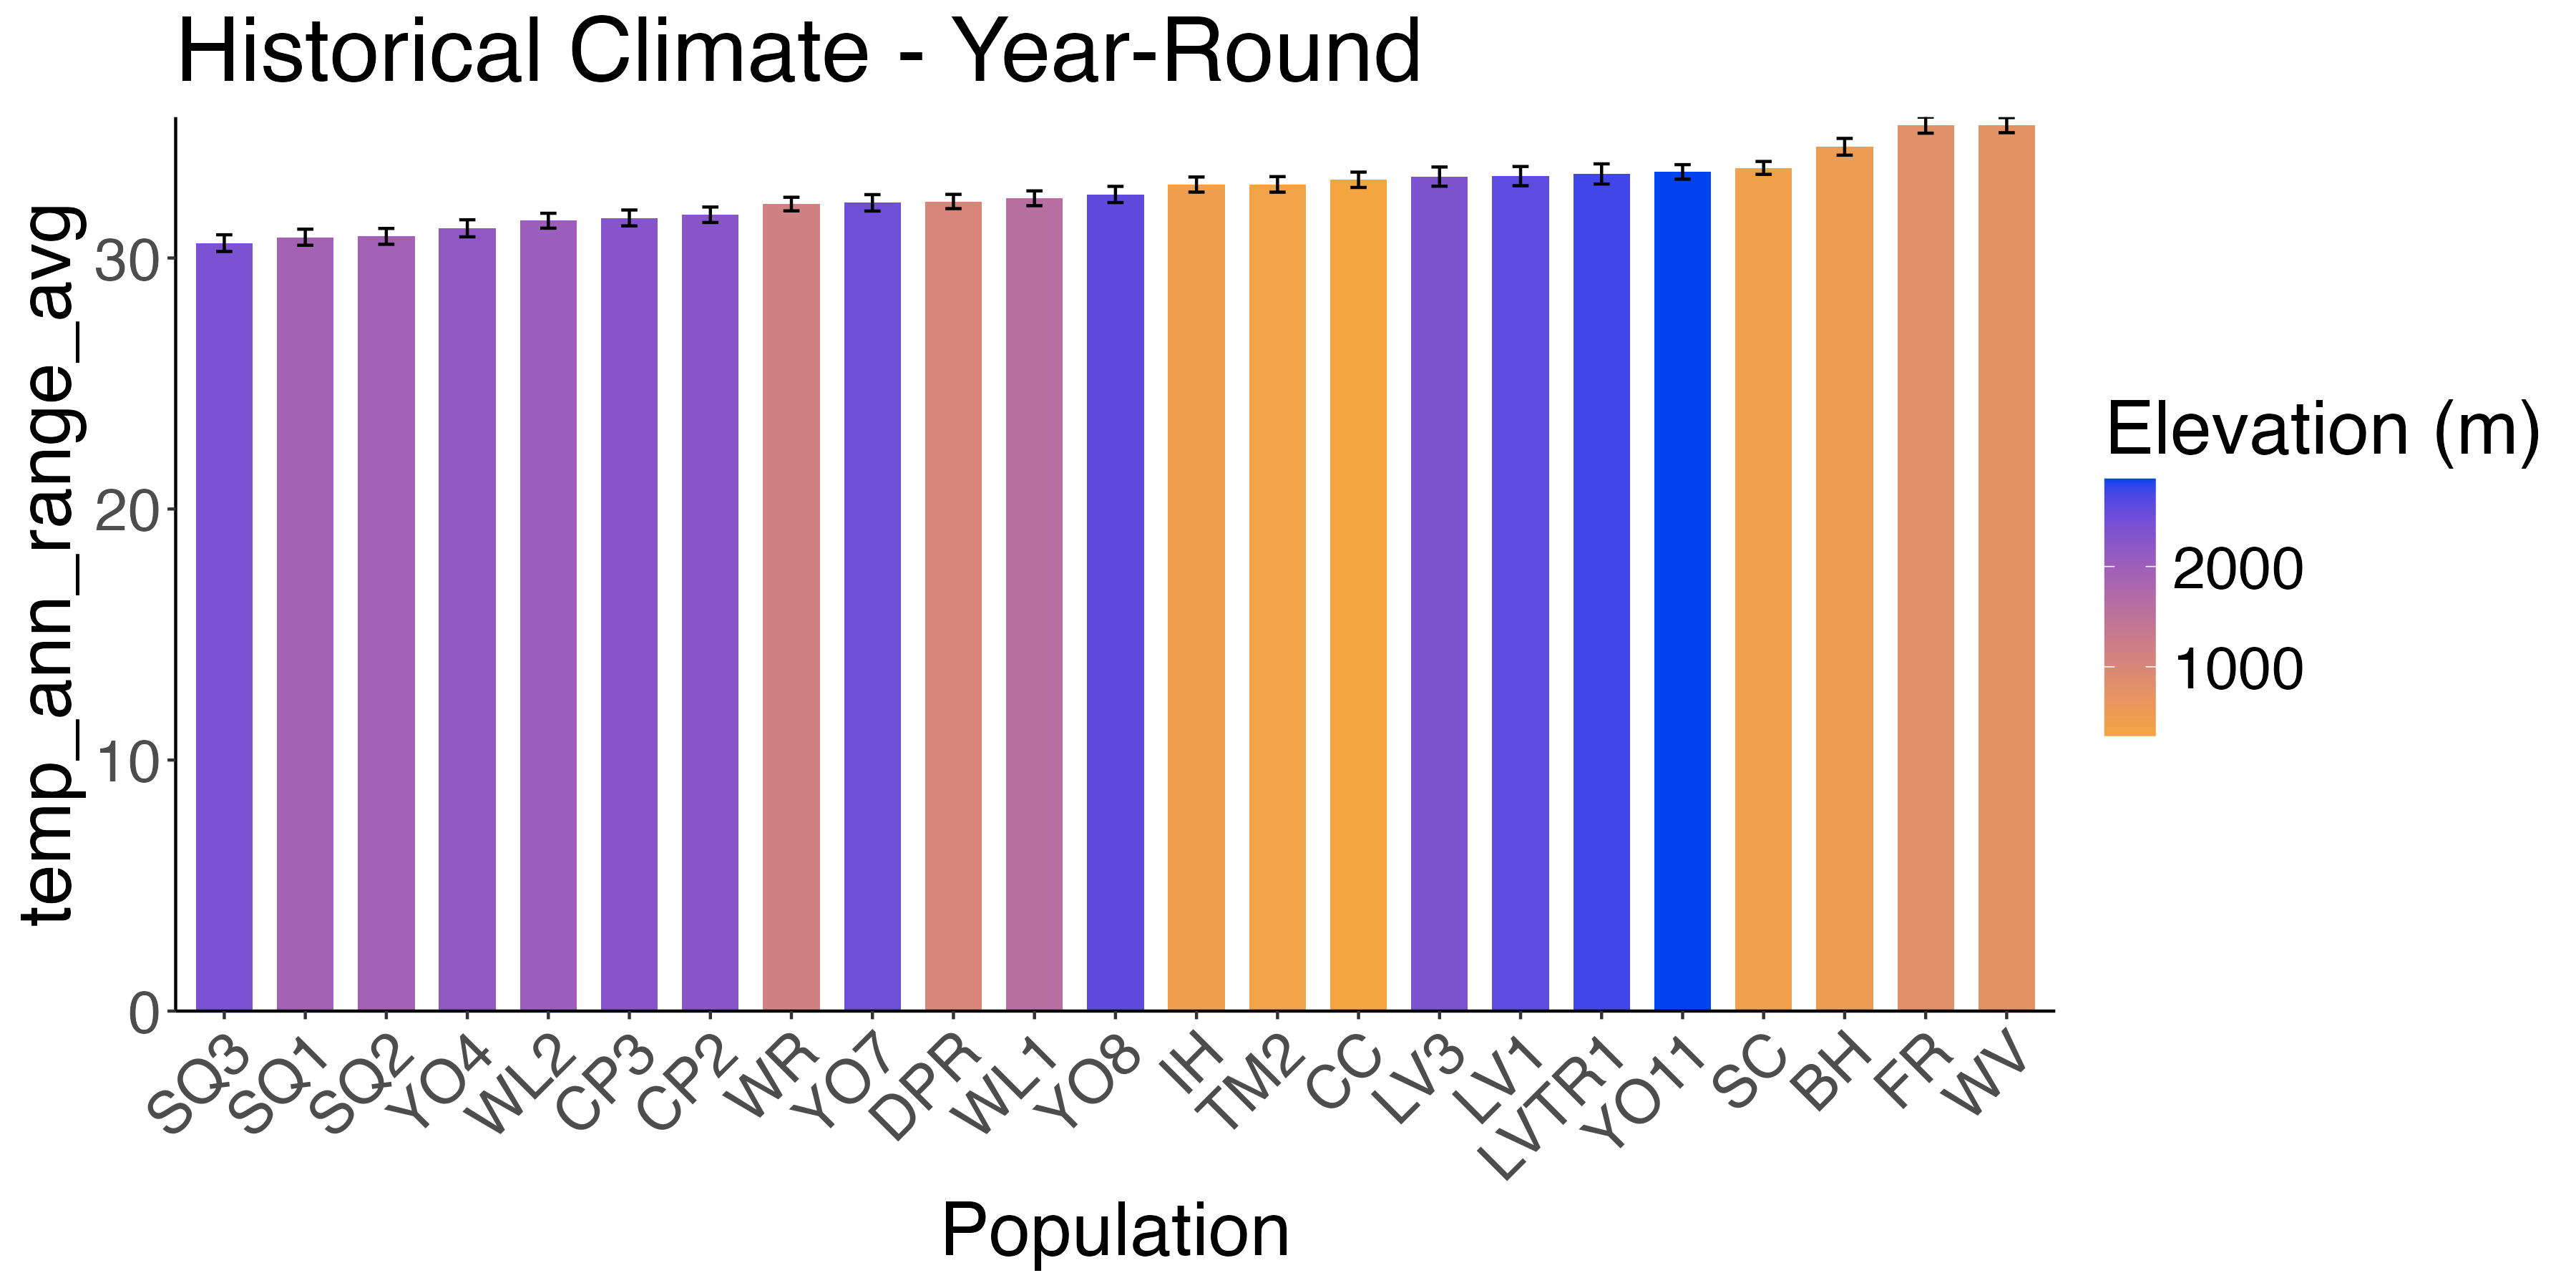 Historical Climate - Year-Round
temp_ann_range_avg
30
20
10
0
SQ3
SQ1
SQ2
YO4
WL2
CP3
CP2
WR
YO7
DPR
WL1
YO8
IH
TM2
CC
LV3
LV1
LVTR1
YO11
SC
BH
FR
WV
Population
Elevation (m)
2000
1000